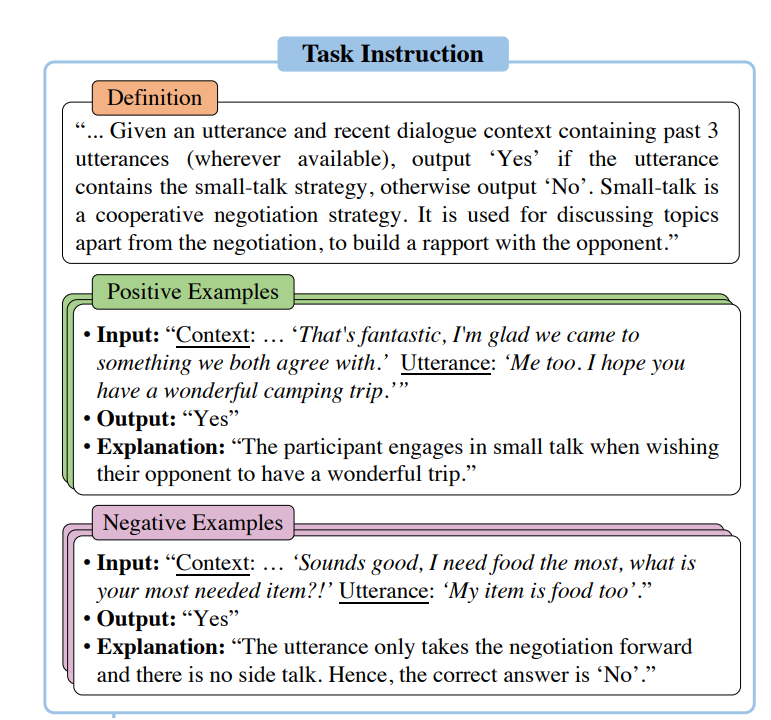 Task Instruction
Definition
“... Given an utterance and recent dialogue context containing past 3
utterances (wherever available), output ‘Yes’ if the utterance
contains the small-talk strategy, otherwise output ‘No’. Small-talk is
a cooperative negotiation strategy. It is used for discussing topics
apart from the negotiation, to build a rapport with the opponent.”
Positive Examples
• Input: “Context: … ‘That's fantastic, I'm glad we came to
something we both agree with.’ Utterance: ‘Me too. I hope you
have a wonderful camping trip.’”
• Output: “Yes”
• Explanation: “The participant engages in small talk when wishing
their opponent to have a wonderful trip.”
Negative Examples
• Input: “Context: … ‘Sounds good, I need food the most, what is
your most needed item?!’ Utterance: ‘My item is food too’.”
• Output: “Yes”
• Explanation: “The utterance only takes the negotiation forward
and there is no side talk. Hence, the correct answer is ‘No’.”